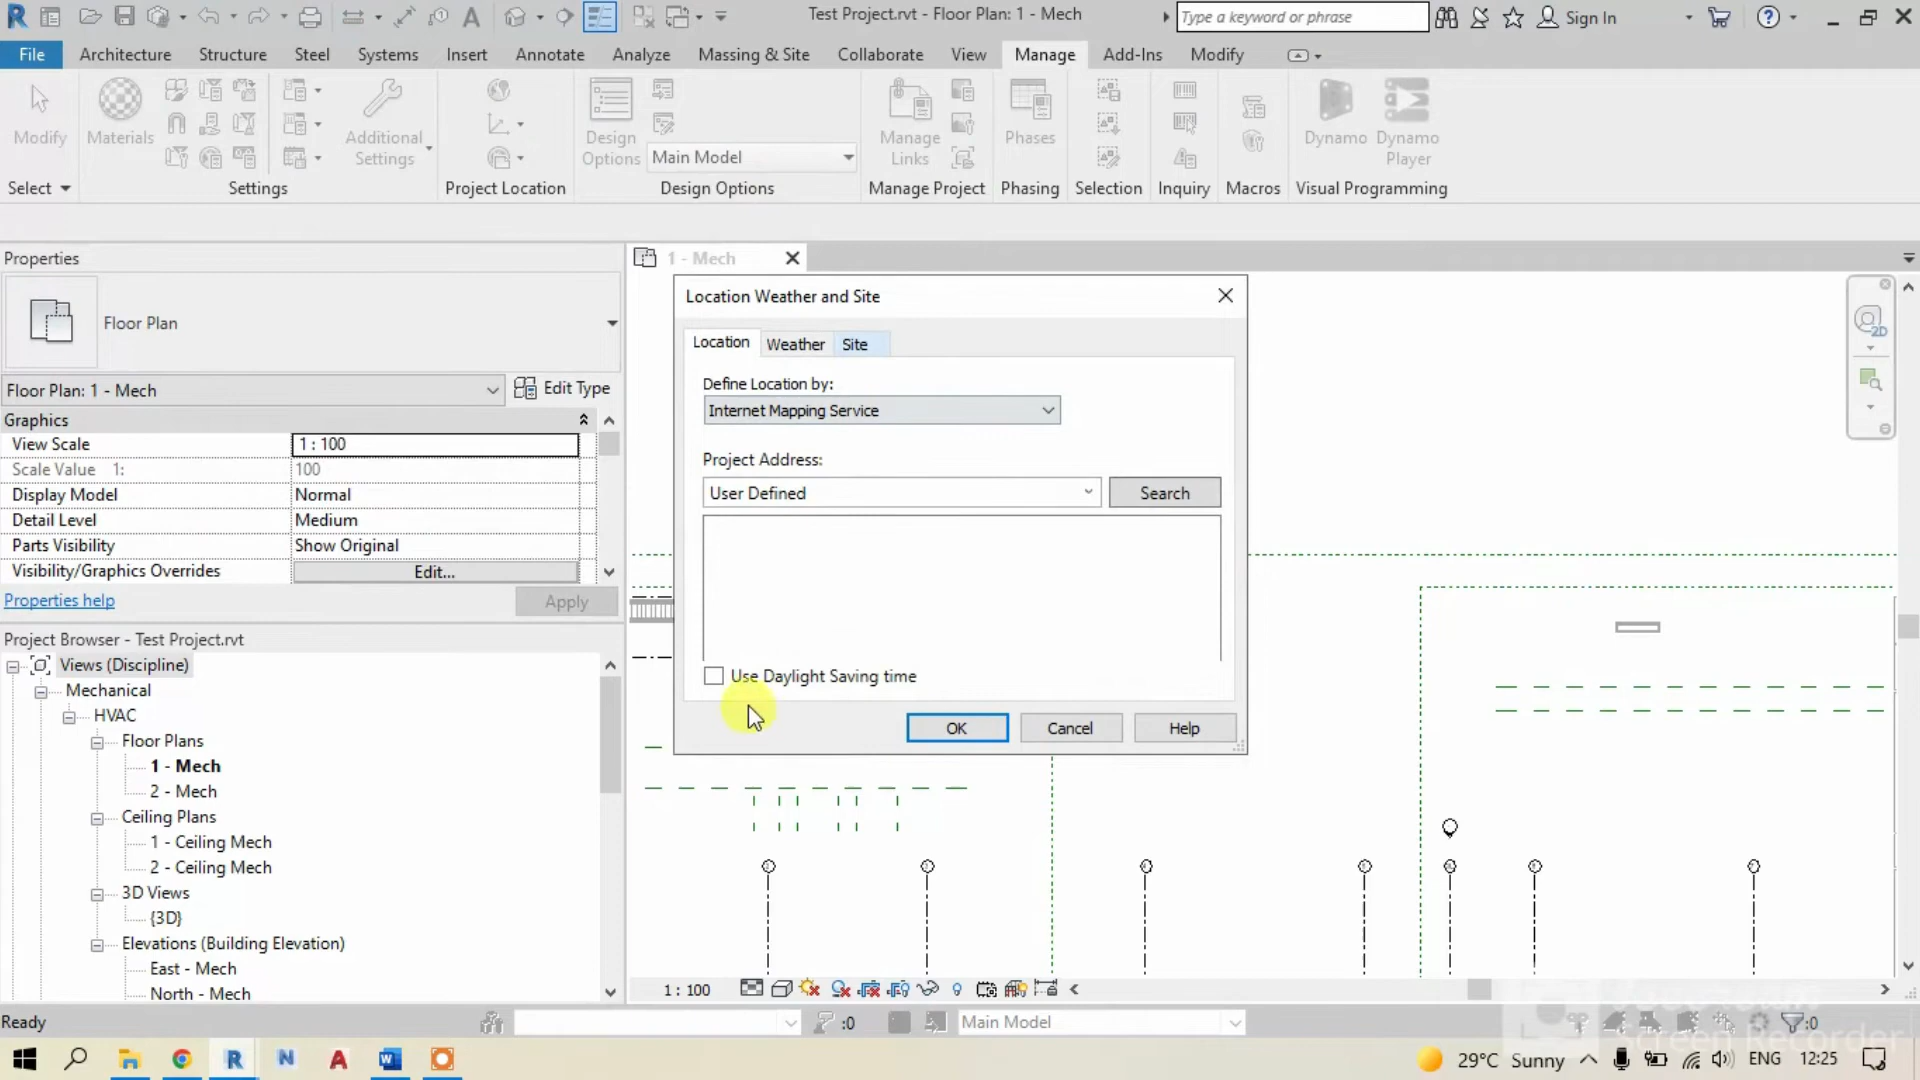 Test Project.rvt - Floor Plan: 1 - Mech
Type a keyword or phrase
Sign In
File Architecture Structure Steel Systems Insert Annotate Analyze Massing & Site Collaborate View Manage Add-Ins Modify
Modify
Materials
Additional
Settings
Design
Options
Main Model
Manage
Links
Phases
Dynamo
Dynamo
Player
Select Settings Project Location Design Options Manage Project Phasing Selection Inquiry Macros Visual Programming
Properties
1 - Mech
Floor Plan
Floor Plan: 1 - Mech
Edit Type
Graphics
View Scale 1 : 100
Scale Value 1: 100
Display Model Normal
Detail Level Medium
Parts Visibility Show Original
Visibility/Graphics Overrides Edit...
Properties help
Apply
Project Browser - Test Project.rvt
Views (Discipline)
Mechanical
HVAC
Floor Plans
1 - Mech
2 - Mech
Ceiling Plans
1 - Ceiling Mech
2 - Ceiling Mech
3D Views
{3D}
Elevations (Building Elevation)
East - Mech
North - Mech
Location Weather and Site
Location Weather Site
Define Location by:
Internet Mapping Service
Project Address:
User Defined
Search
Use Daylight Saving time
OK Cancel Help
2D
1 : 100
Ready
:0
Main Model
:0
Screen Recorder
29°C Sunny
ENG
12:25